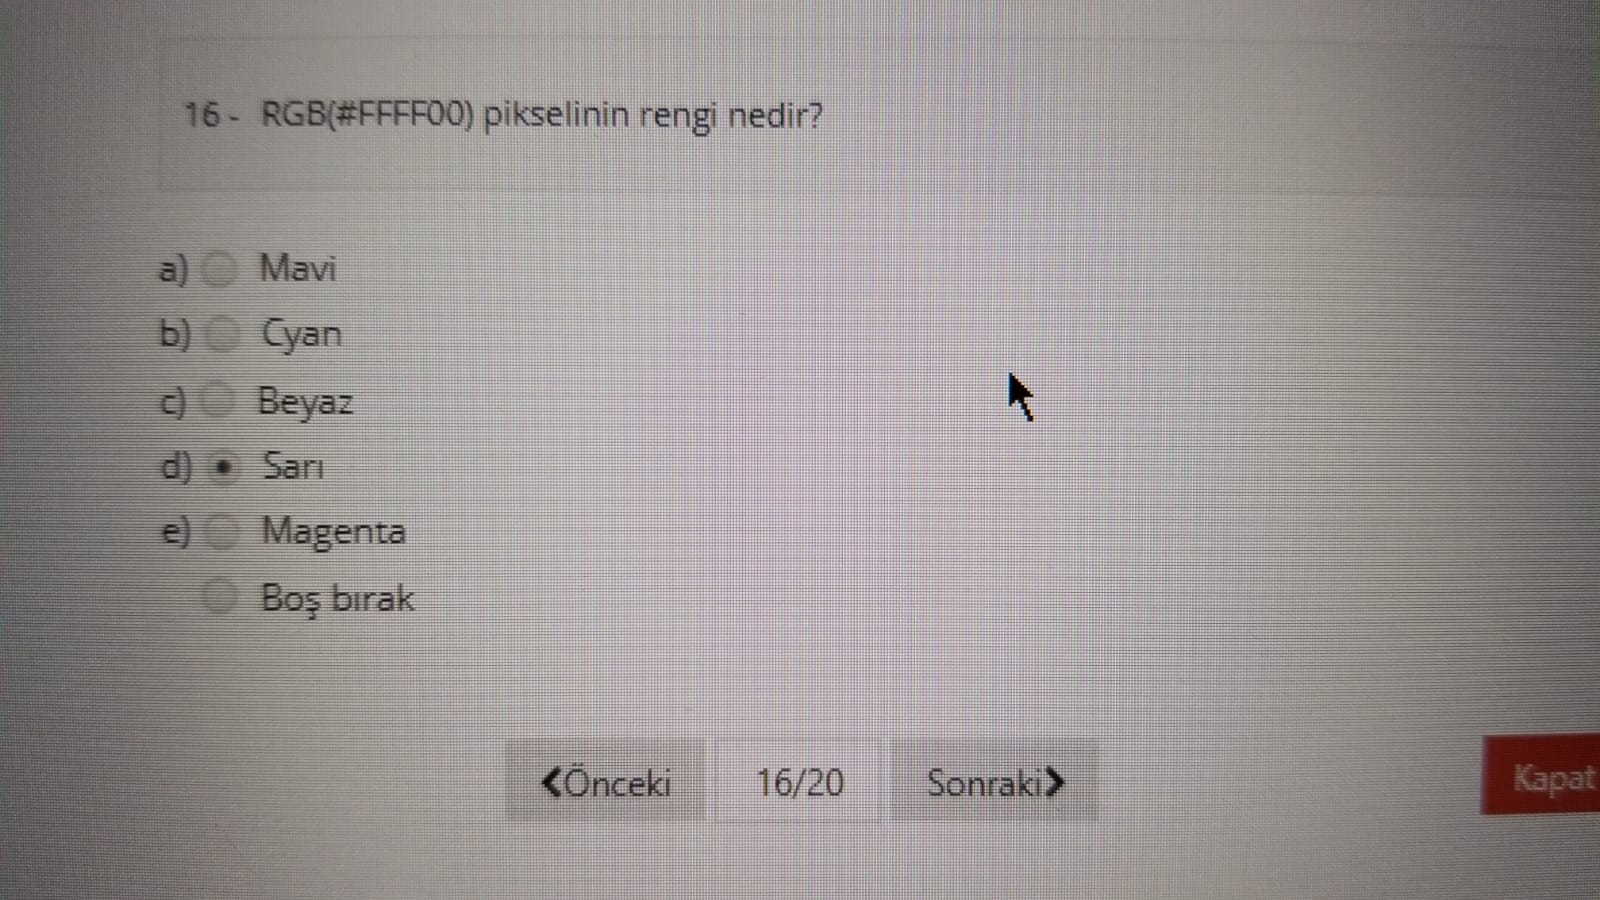 16 - RGB(#FFFF00) pikselinin rengi nedir?
a) Mavi
b) Cyan
c) Beyaz
d) Sarı
e) Magenta
Boş bırak
Önceki 16/20 Sonraki
Kapat